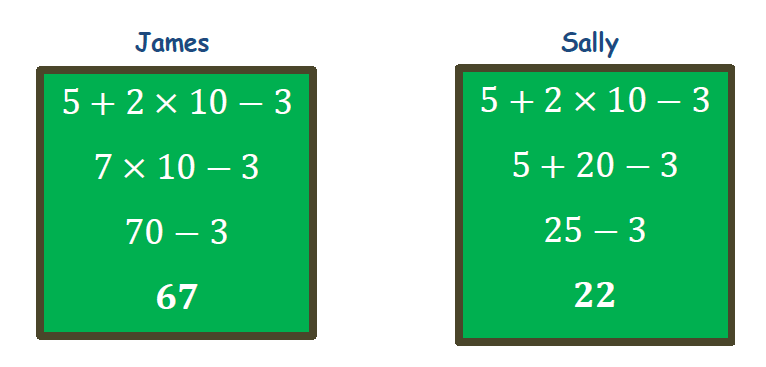 James
5 + 2 × 10 − 3
7 × 10 − 3
70 − 3
67
Sally
5 + 2 × 10 − 3
5 + 20 − 3
25 − 3
22